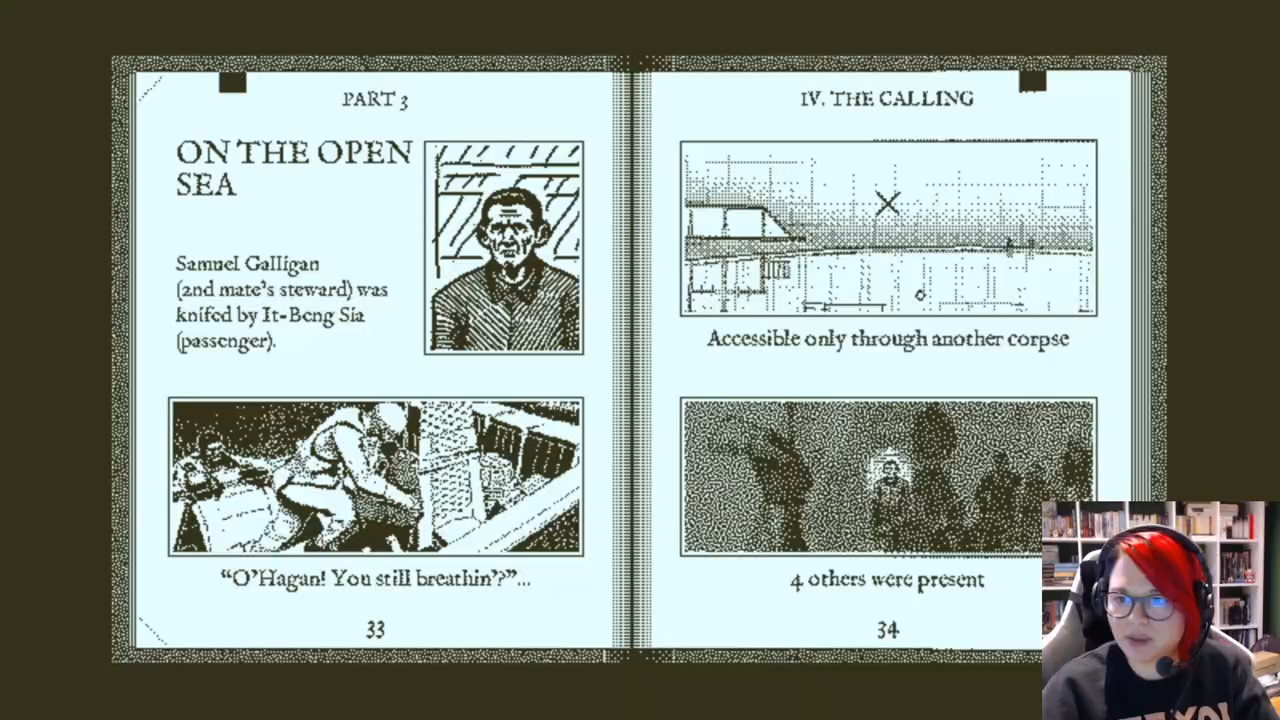 PART 3
ON THE OPEN
SEA
Samuel Galligan
(2nd mate's steward) was
knifed by It-Beng Sia
(passenger).
"O'Hagan! You still breathin'?"...
33
IV. THE CALLING
Accessible only through another corpse
4 others were present
34